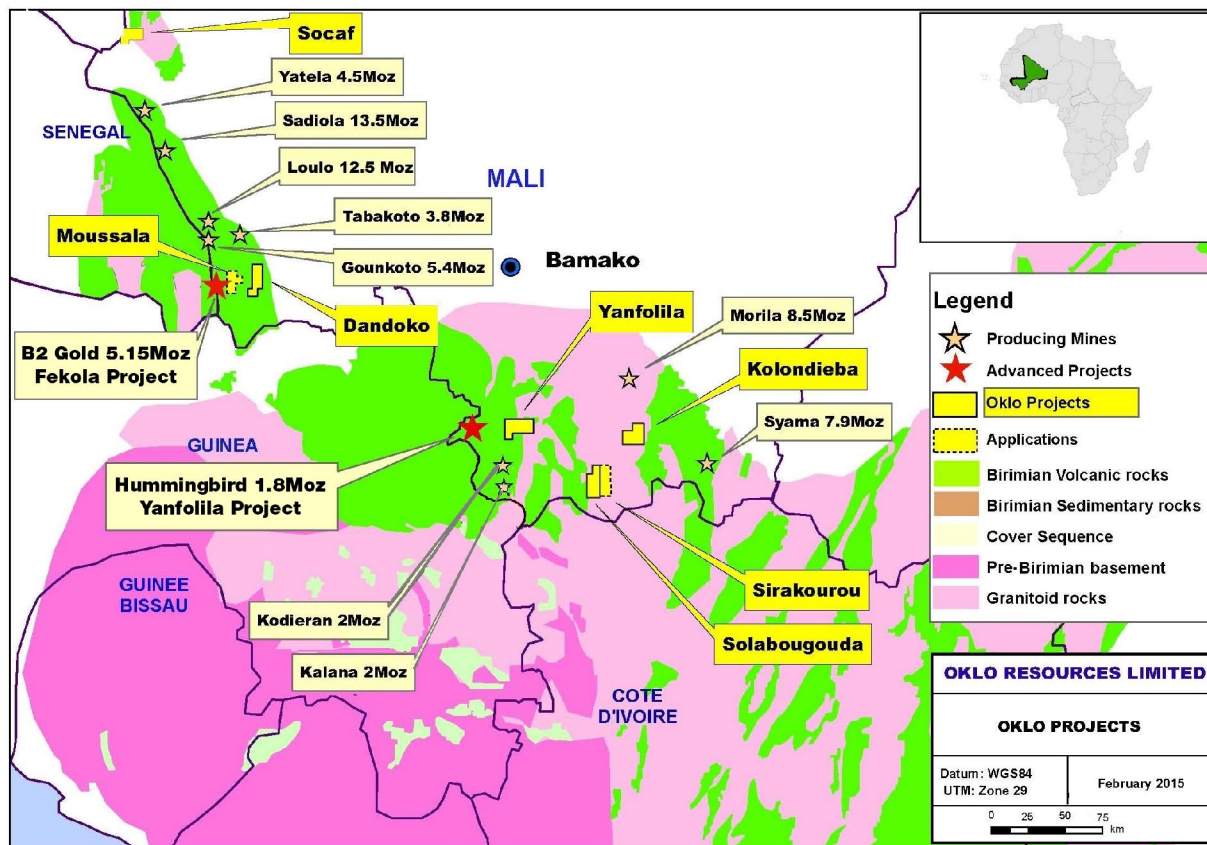 Socaf
Yatela 4.5Moz
SENEGAL
Sadiola 13.5Moz
Loulo 12.5 Moz
MALI
Tabakoto 3.8Moz
Moussala
Gounkoto 5.4Moz
Bamako
Dandoko
Yanfolila
Morila 8.5Moz
B2 Gold 5.15Moz
Fekola Project
Kolondieba
Syama 7.9Moz
GUINEA
Hummingbird 1.8Moz
Yanfolila Project
GUINEE
BISSAU
Sirakourou
Kodieran 2Moz
Solabougouda
Kalana 2Moz
COTE
D'IVOIRE
Legend
Producing Mines
Advanced Projects
Oklo Projects
Applications
Birimian Volcanic rocks
Birimian Sedimentary rocks
Cover Sequence
Pre-Birimian basement
Granitoid rocks
OKLO RESOURCES LIMITED
OKLO PROJECTS
Datum: WGS84
UTM: Zone 29
February 2015
0 25 50 75
km